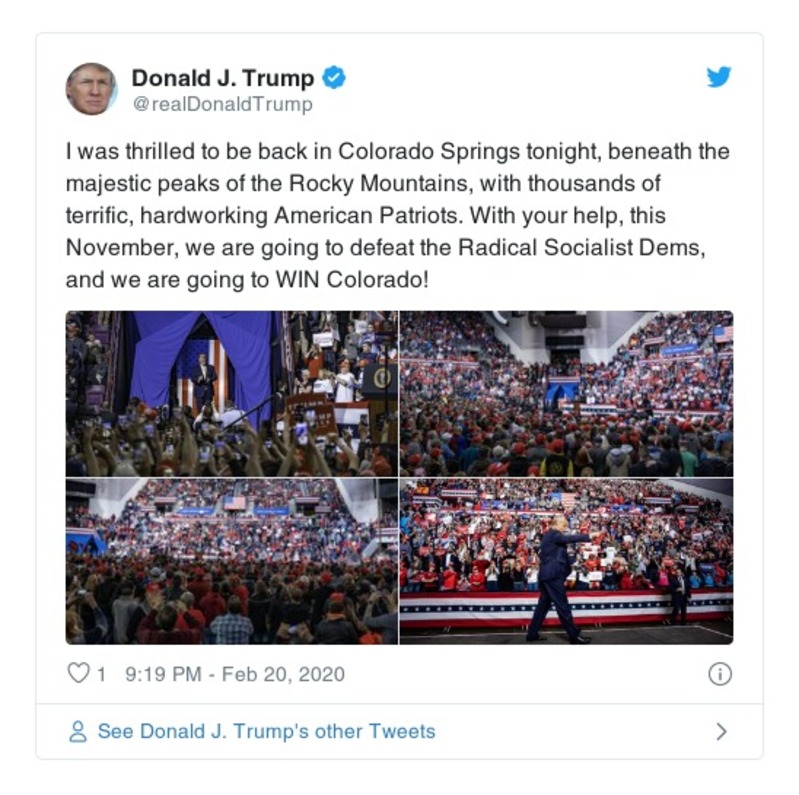 Donald J. Trump
@realDonaldTrump
I was thrilled to be back in Colorado Springs tonight, beneath the
majestic peaks of the Rocky Mountains, with thousands of
terrific, hardworking American Patriots. With your help, this
November, we are going to defeat the Radical Socialist Dems,
and we are going to WIN Colorado!
1 9:19 PM - Feb 20, 2020
See Donald J. Trump's other Tweets